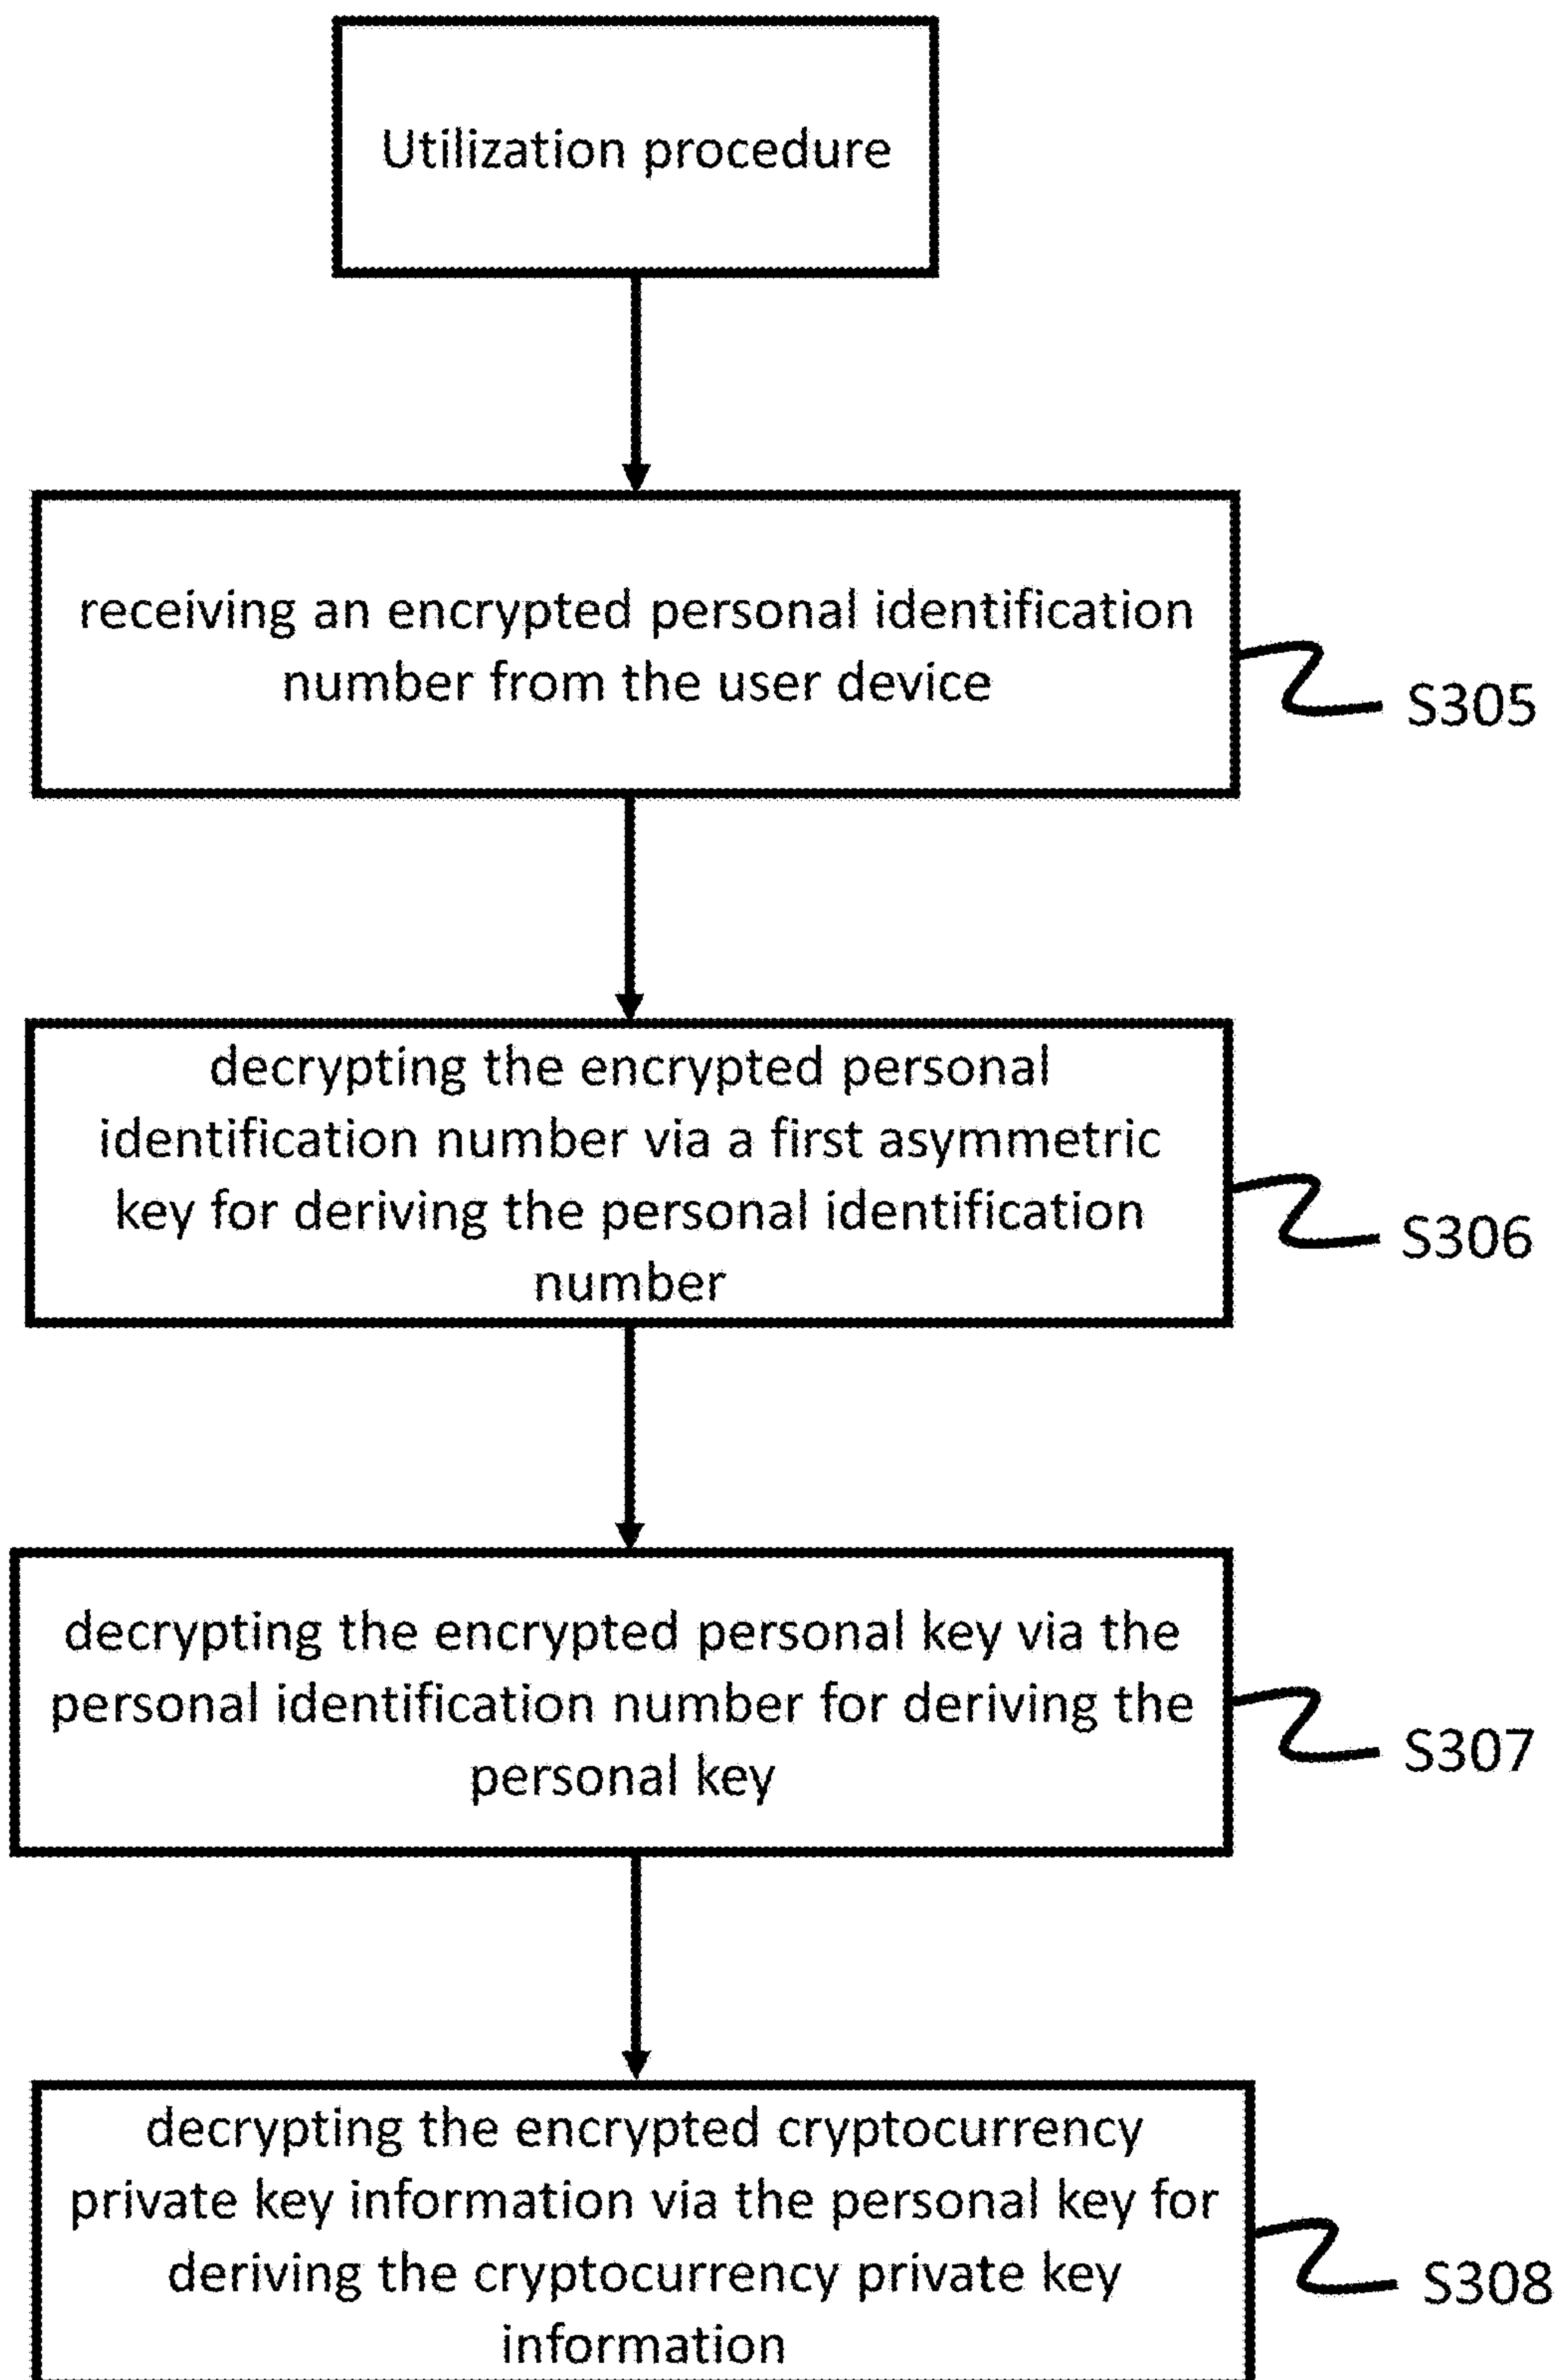 Utilization procedure
receiving an encrypted personal identification
number from the user device
S305
decrypting the encrypted personal
identification number via a first asymmetric
key for deriving the personal identification
number
S306
decrypting the encrypted personal key via the
personal identification number for deriving the
personal key
S307
decrypting the encrypted cryptocurrency
private key information via the personal key for
deriving the cryptocurrency private key
information
S308